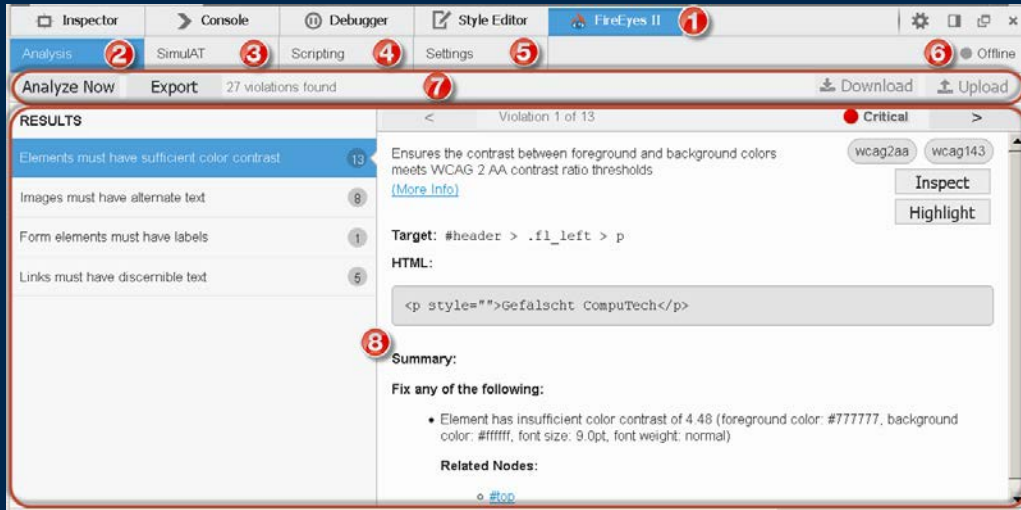 Inspector Console Debugger Style Editor FireEyes II 1
Analysis 2 SimulAT 3 Scripting 4 Settings 5 6 Offline
Analyze Now Export 27 violations found 7 Download Upload
RESULTS
Elements must have sufficient color contrast 13
Images must have alternate text 8
Form elements must have labels 1
Links must have discernible text 5
< Violation 1 of 13 Critical >
Ensures the contrast between foreground and background colors
meets WCAG 2 AA contrast ratio thresholds
(More Info)
wcag2aa wcag143
Inspect
Highlight
Target: #header > .fl_left > p
HTML:
<p style="">Gefalscht CompuTech</p>
8
Summary:
Fix any of the following:
• Element has insufficient color contrast of 4.48 (foreground color: #777777, background
color: #ffffff, font size: 9.0pt, font weight: normal)
Related Nodes:
#top